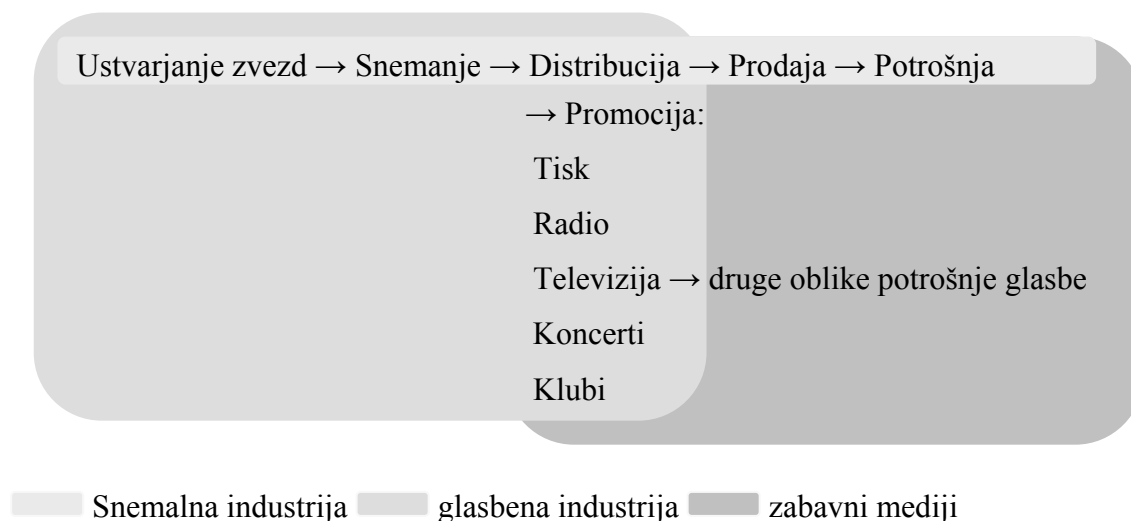 Ustvarjanje zvezd → Snemanje → Distribucija → Prodaja → Potrošnja
→ Promocija:
Tisk
Radio
Televizija → druge oblike potrošnje glasbe
Koncerti
Klubi
Snemalna industrija glasbena industrija zabavni mediji